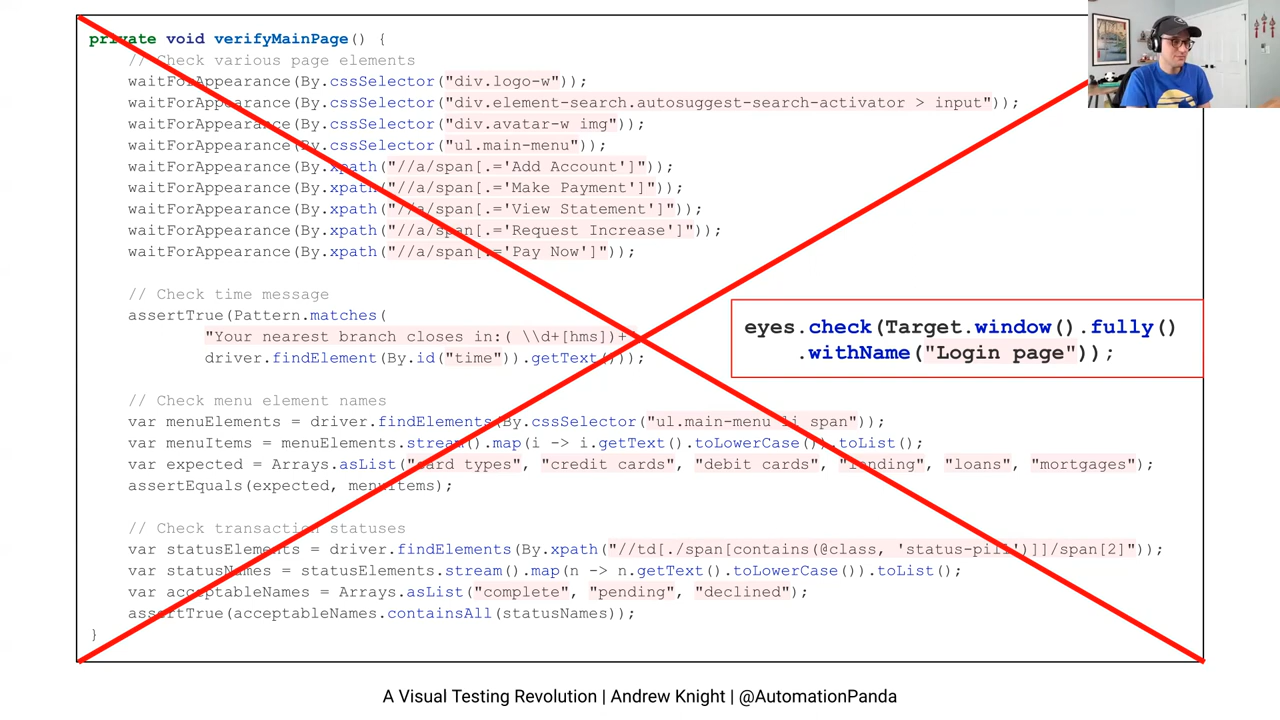 private void verifyMainPage() {
// Check various page elements
waitForAppearance(By.cssSelector("div.logo-w"));
waitForAppearance(By.cssSelector("div.element-search.autosuggest-search-activator > input"));
waitForAppearance(By.cssSelector("div.avatar-w img"));
waitForAppearance(By.cssSelector("ul.main-menu"));
waitForAppearance(By.xpath("//a/span[.='Add Account']"));
waitForAppearance(By.xpath("//a/span[.='Make Payment']"));
waitForAppearance(By.xpath("//a/span[.='View Statement']"));
waitForAppearance(By.xpath("//a/span[.='Request Increase']"));
waitForAppearance(By.xpath("//a/span[.='Pay Now']"));
// Check time message
assertTrue(Pattern.matches(
"Your nearest branch closes in:( \\d+[hms])+",
driver.findElement(By.id("time")).getText()));
eyes.check(Target.window().fully()
.withName("Login page"));
// Check menu element names
var menuElements = driver.findElements(By.cssSelector("ul.main-menu li span"));
var menuItems = menuElements.stream().map(i -> i.getText().toLowerCase()).toList();
var expected = Arrays.asList("card types", "credit cards", "debit cards", "lending", "loans", "mortgages");
assertEquals(expected, menuItems);
// Check transaction statuses
var statusElements = driver.findElements(By.xpath("//td[./span[contains(@class, 'status-pill')]]/span[2]"));
var statusNames = statusElements.stream().map(n -> n.getText().toLowerCase()).toList();
var acceptableNames = Arrays.asList("complete", "pending", "declined");
assertTrue(acceptableNames.containsAll(statusNames));
}
A Visual Testing Revolution | Andrew Knight | @AutomationPanda